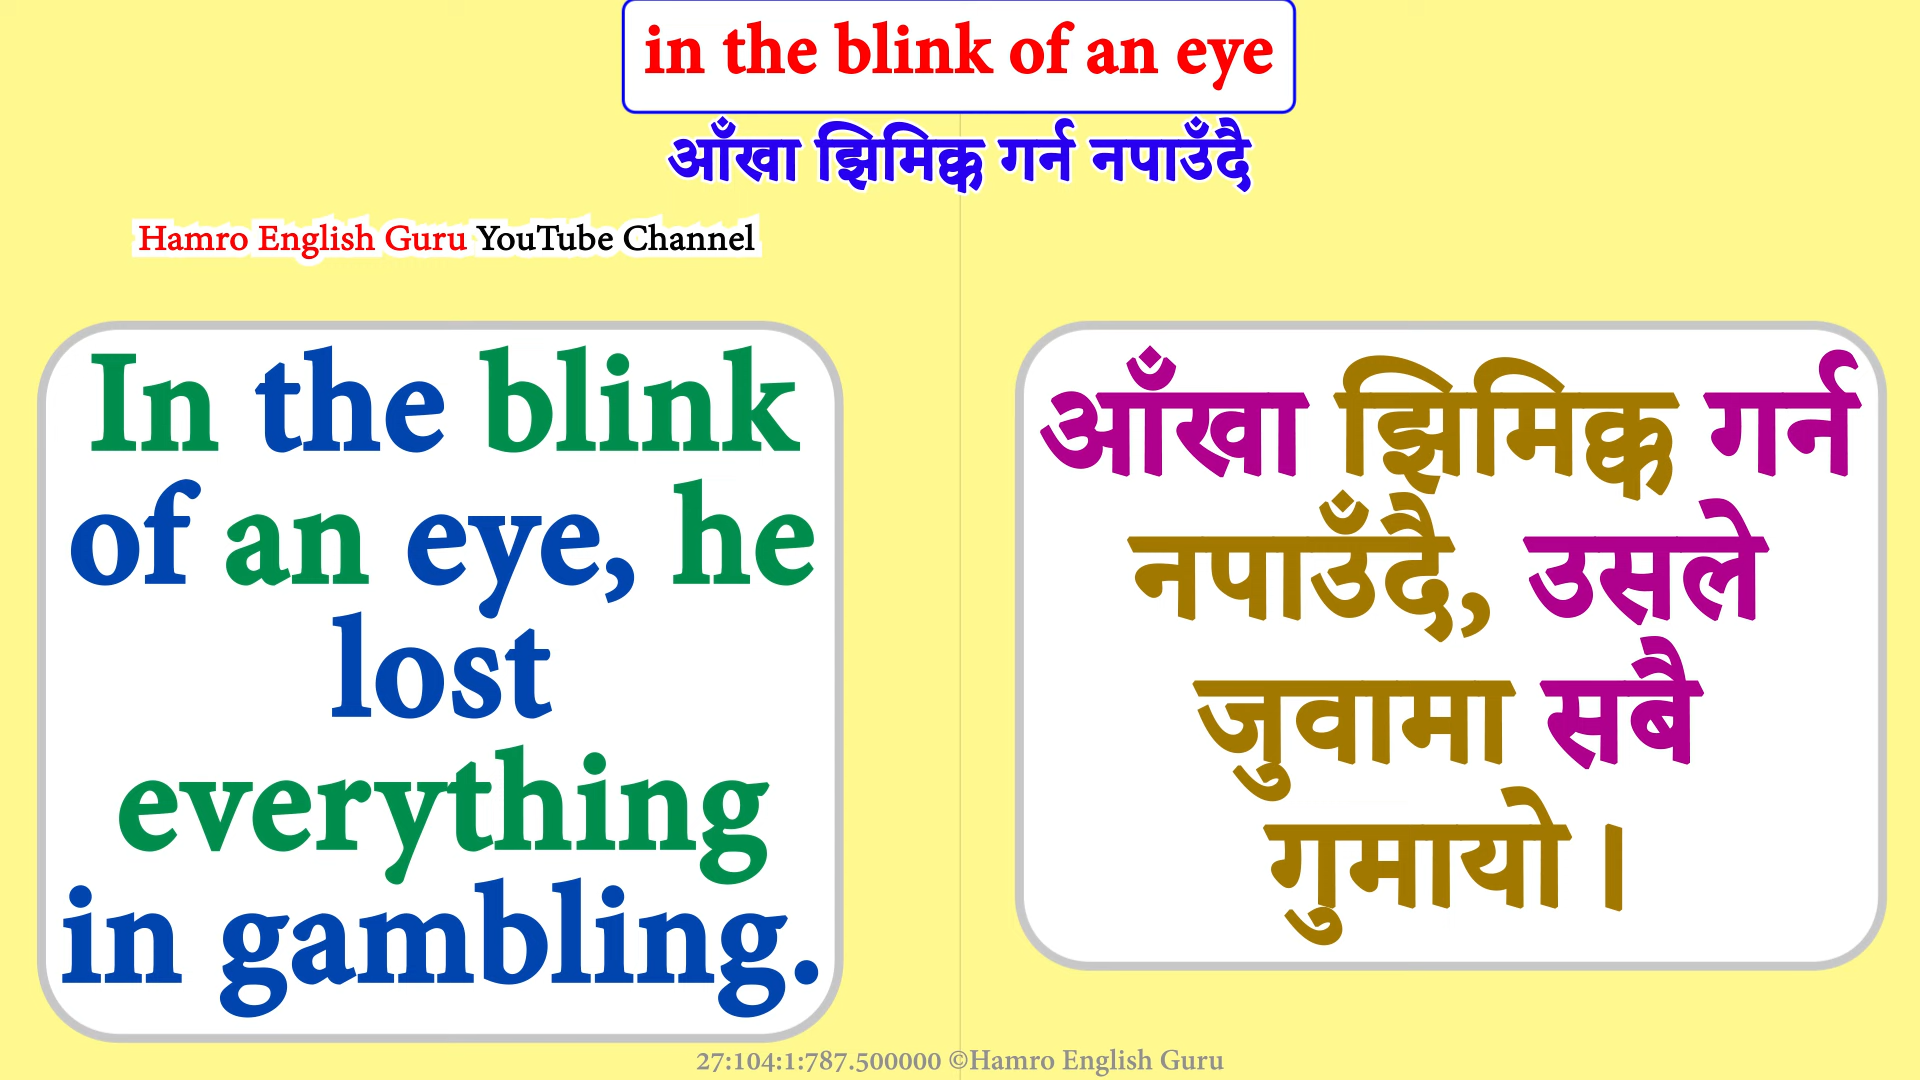 in the blink of an eye
आँखा झिमिक्क गर्न नपाउँदै
Hamro English Guru YouTube Channel
In the blink
of an eye, he
lost
everything
in gambling.
आँखा झिमिक्क गर्न
नपाउँदै, उसले
जुवामा सबै
गुमायो ।
27:104:1:787.500000 ©Hamro English Guru